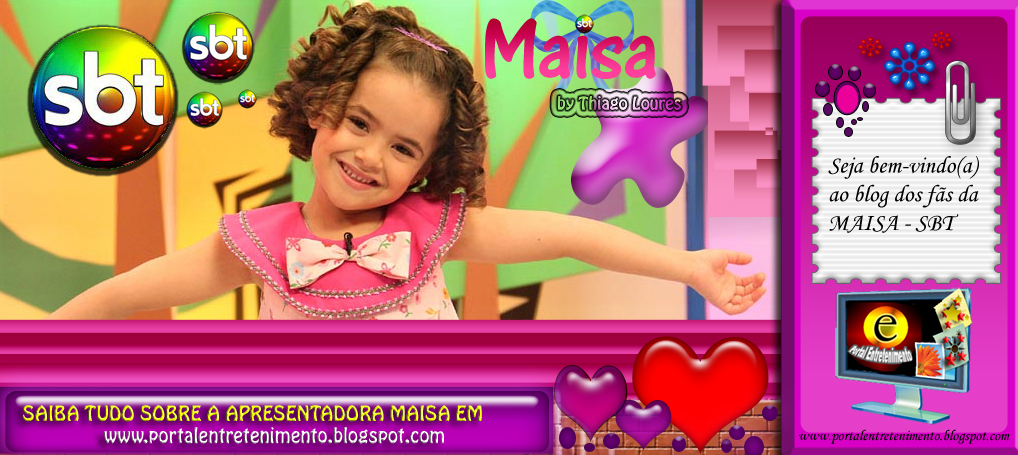 sbt
sbt
sbt
sbt
sbt
Maisa
by Thiago Loures
Seja bem-vindo(a)
ao blog dos fãs da
MAISA - SBT
e
Portal Entretenimento
www.portalentretenimento.blogspot.com
SAIBA TUDO SOBRE A APRESENTADORA MAISA EM
www.portalentretenimento.blogspot.com